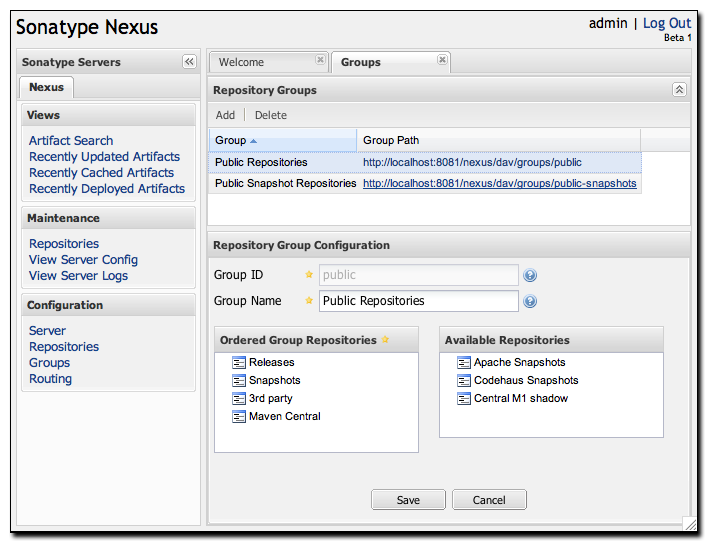 Sonatype Nexus
admin | Log Out
Beta 1
Sonatype Servers
Nexus
Views
Artifact Search
Recently Updated Artifacts
Recently Cached Artifacts
Recently Deployed Artifacts
Maintenance
Repositories
View Server Config
View Server Logs
Configuration
Server
Repositories
Groups
Routing
Welcome
Groups
Repository Groups
Add | Delete
Group Group Path
Public Repositories http://localhost:8081/nexus/dav/groups/public
Public Snapshot Repositories http://localhost:8081/nexus/dav/groups/public-snapshots
Repository Group Configuration
Group ID public
Group Name Public Repositories
Ordered Group Repositories
Releases
Snapshots
3rd party
Maven Central
Available Repositories
Apache Snapshots
Codehaus Snapshots
Central M1 shadow
Save Cancel